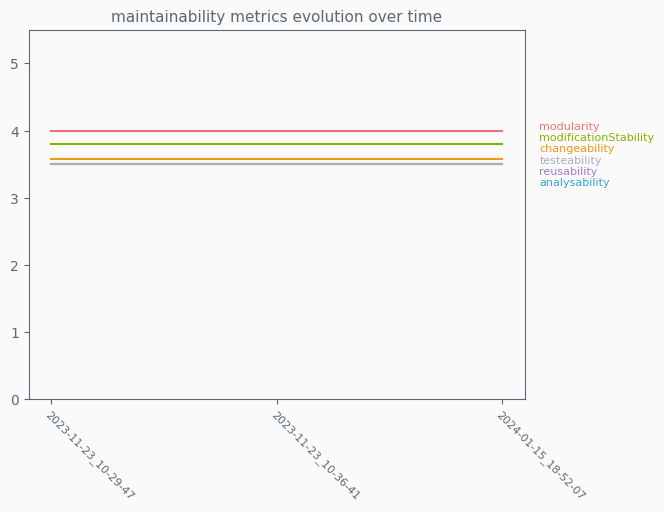 maintainability metrics evolution over time
5
4
3
2
1
0
modularity
modificationStability
changeability
testeability
reusability
analysability
2023-11-23_10-29-47
2023-11-23_10-36-41
2024-01-15_18-52-07